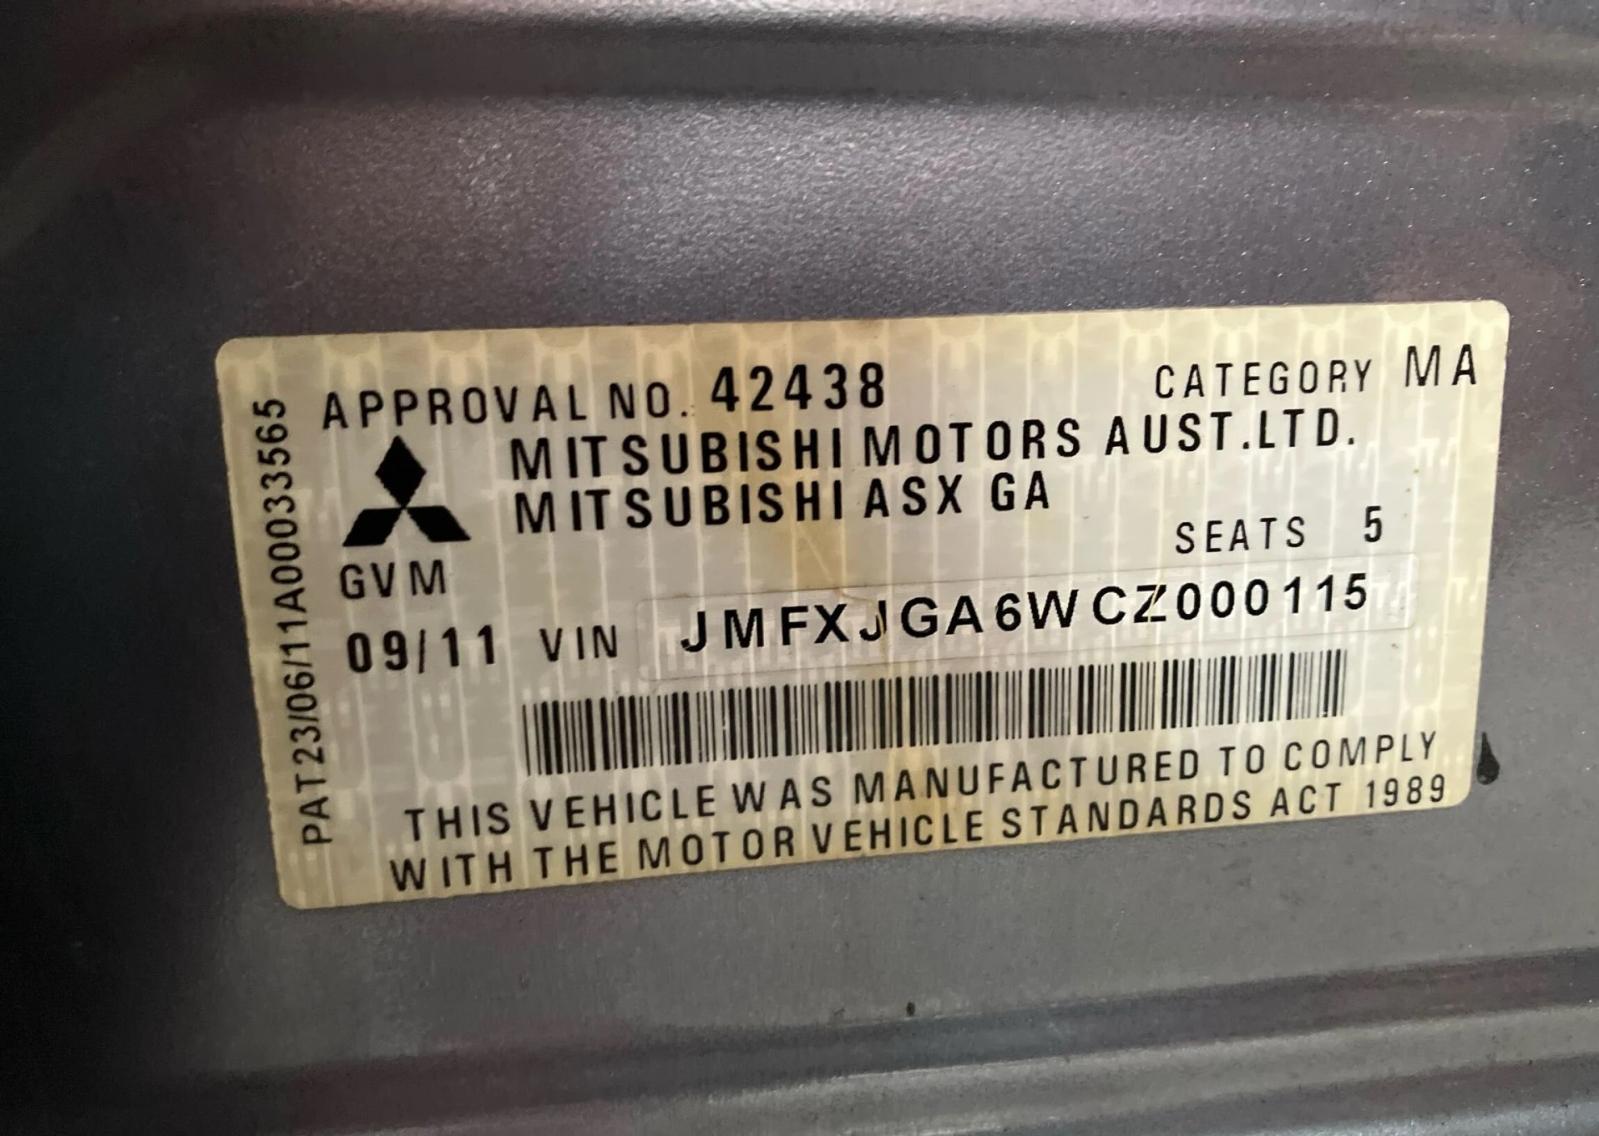 APPROVAL NO. 42438 CATEGORY MA
MITSUBISHI MOTORS AUST.LTD.
MITSUBISHI ASX GA
SEATS 5
GVM
09/11 VIN JMFXJGA6WCZ000115
THIS VEHICLE WAS MANUFACTURED TO COMPLY
WITH THE MOTOR VEHICLE STANDARDS ACT 1989
PAT23/06/11A00033565